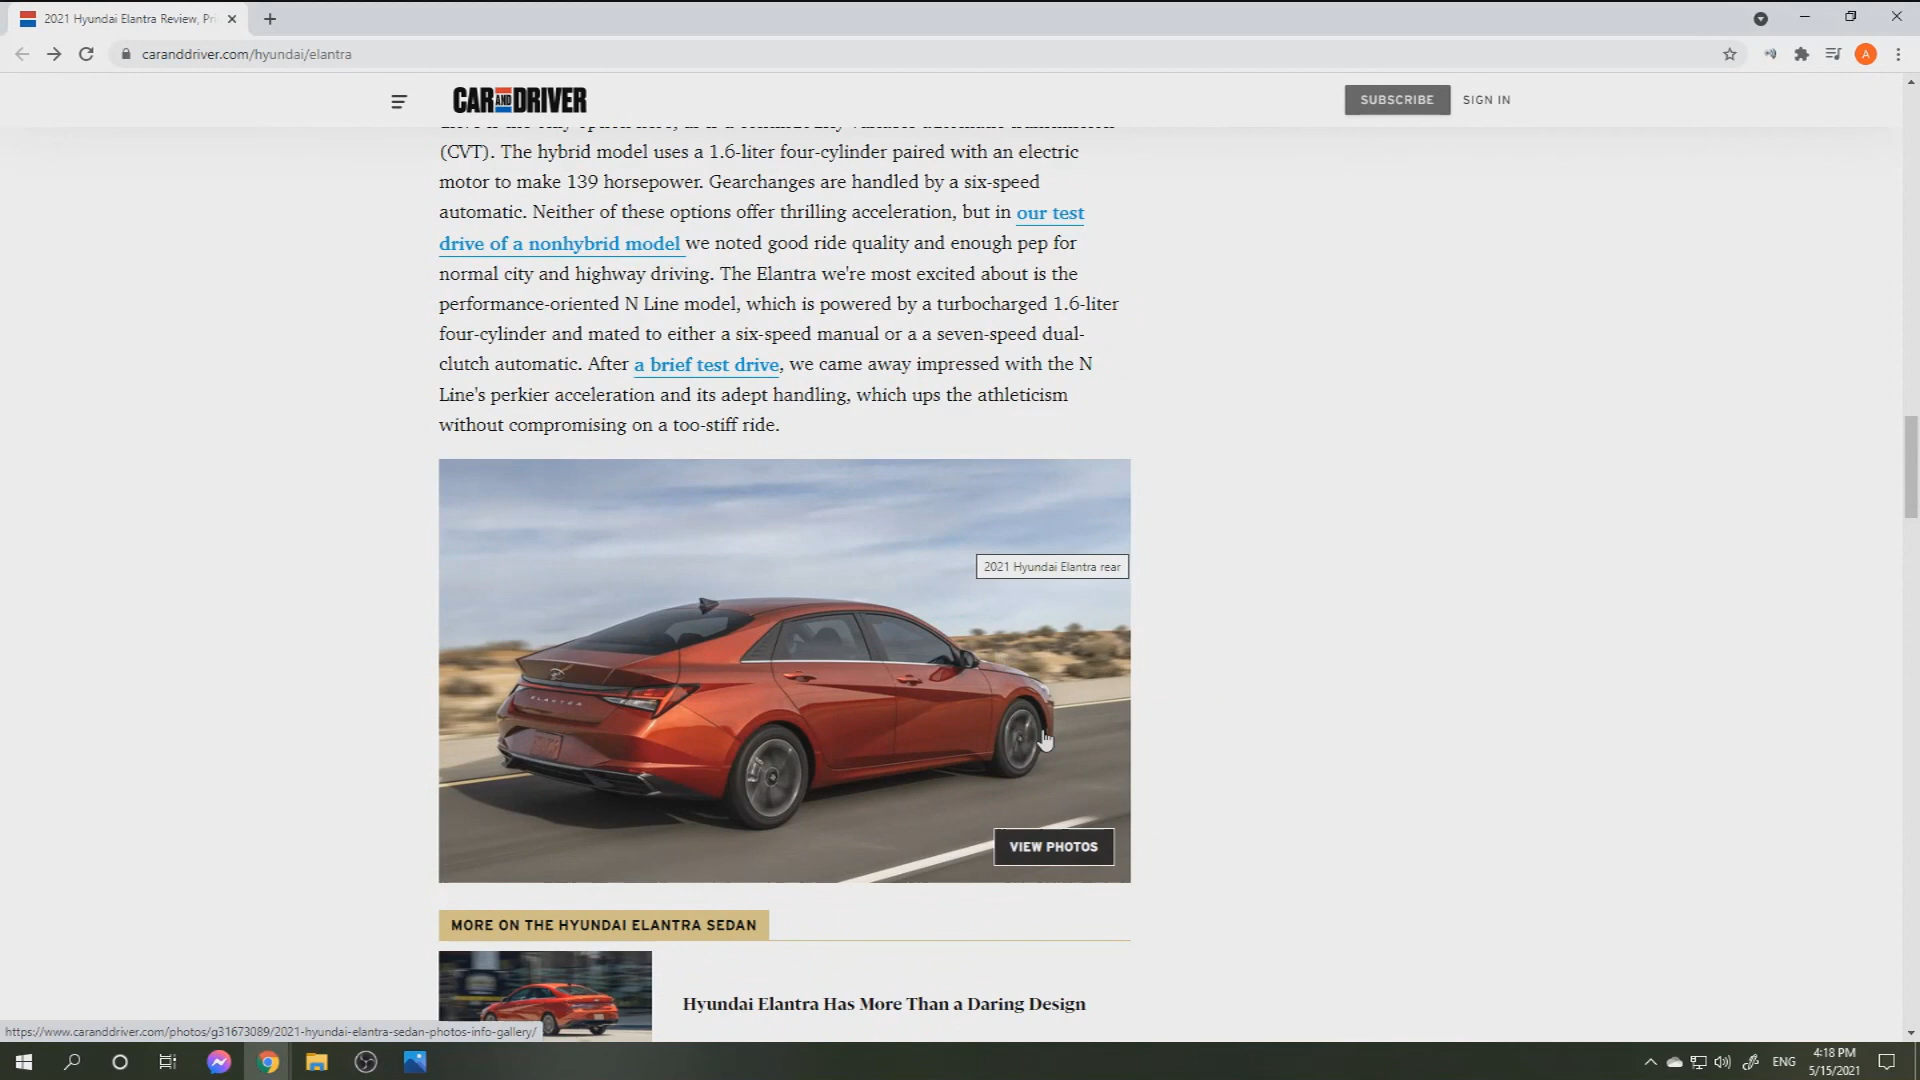 2021 Hyundai Elantra Review, Pri
caranddriver.com/hyundai/elantra
A
CAR AND DRIVER
SUBSCRIBE
SIGN IN
(CVT). The hybrid model uses a 1.6-liter four-cylinder paired with an electric
motor to make 139 horsepower. Gearchanges are handled by a six-speed
automatic. Neither of these options offer thrilling acceleration, but in our test
drive of a nonhybrid model we noted good ride quality and enough pep for
normal city and highway driving. The Elantra we're most excited about is the
performance-oriented N Line model, which is powered by a turbocharged 1.6-liter
four-cylinder and mated to either a six-speed manual or a a seven-speed dual-
clutch automatic. After a brief test drive, we came away impressed with the N
Line's perkier acceleration and its adept handling, which ups the athleticism
without compromising on a too-stiff ride.
2021 Hyundai Elantra rear
ELANTRA
VIEW PHOTOS
MORE ON THE HYUNDAI ELANTRA SEDAN
Hyundai Elantra Has More Than a Daring Design
https://www.caranddriver.com/photos/g31673089/2021-hyundai-elantra-sedan-photos-info-gallery/
ENG
4:18 PM
5/15/2021